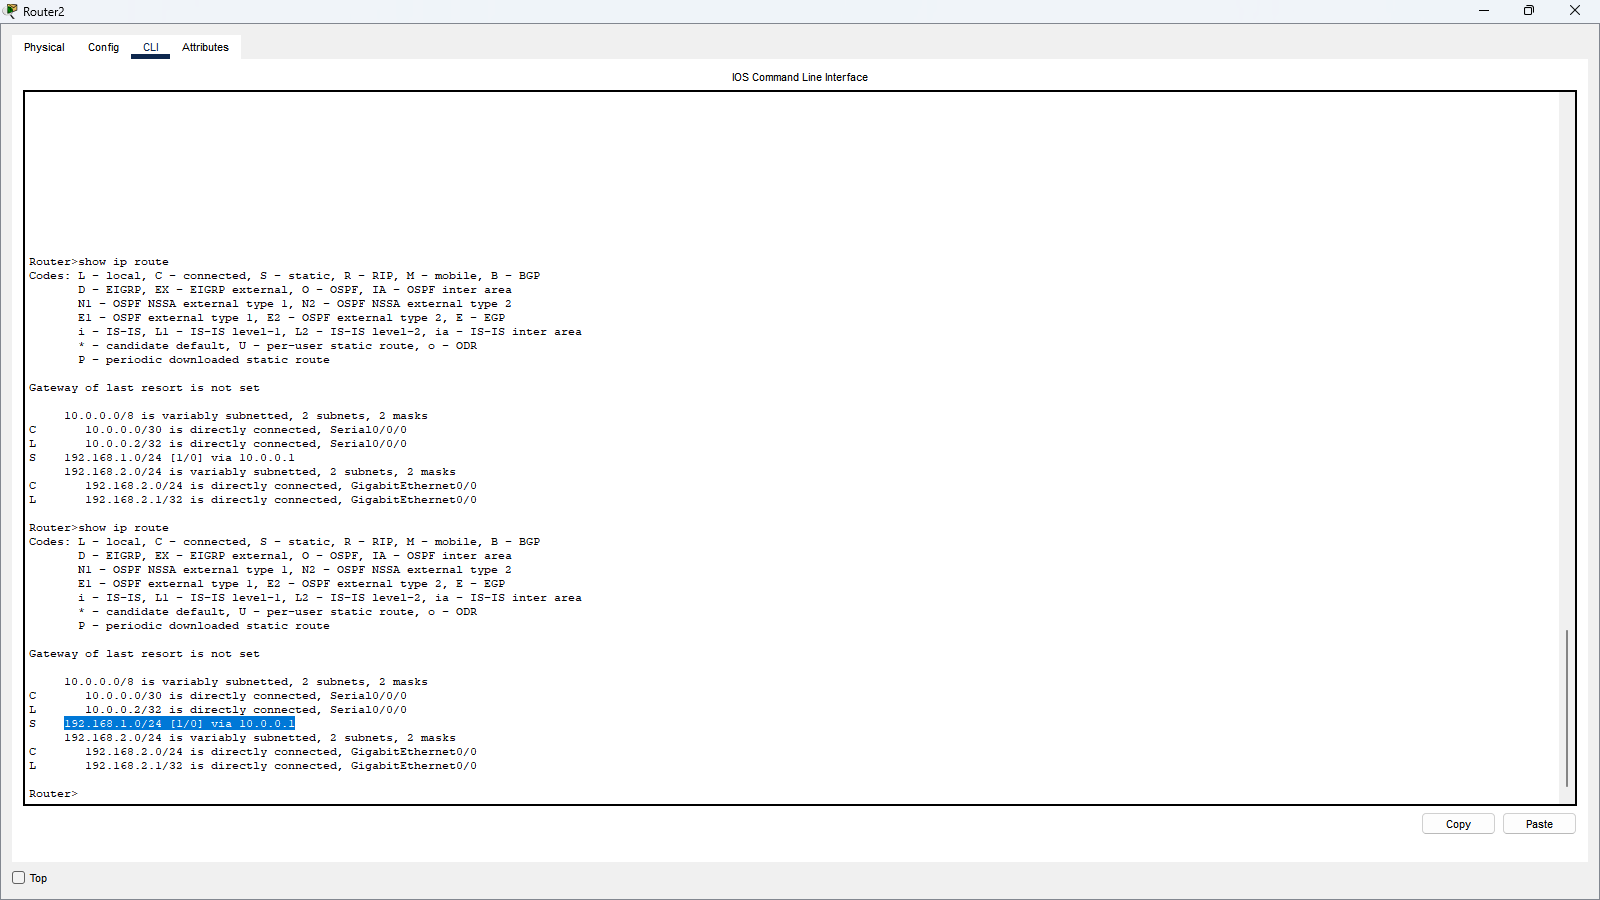 Router2
Physical Config CLI Attributes
IOS Command Line Interface
Router>show ip route
Codes: L - local, C - connected, S - static, R - RIP, M - mobile, B - BGP
       D - EIGRP, EX - EIGRP external, O - OSPF, IA - OSPF inter area
       N1 - OSPF NSSA external type 1, N2 - OSPF NSSA external type 2
       E1 - OSPF external type 1, E2 - OSPF external type 2, E - EGP
       i - IS-IS, L1 - IS-IS level-1, L2 - IS-IS level-2, ia - IS-IS inter area
       * - candidate default, U - per-user static route, o - ODR
       P - periodic downloaded static route
Gateway of last resort is not set
     10.0.0.0/8 is variably subnetted, 2 subnets, 2 masks
C       10.0.0.0/30 is directly connected, Serial0/0/0
L       10.0.0.2/32 is directly connected, Serial0/0/0
S    192.168.1.0/24 [1/0] via 10.0.0.1
     192.168.2.0/24 is variably subnetted, 2 subnets, 2 masks
C       192.168.2.0/24 is directly connected, GigabitEthernet0/0
L       192.168.2.1/32 is directly connected, GigabitEthernet0/0
Router>show ip route
Codes: L - local, C - connected, S - static, R - RIP, M - mobile, B - BGP
       D - EIGRP, EX - EIGRP external, O - OSPF, IA - OSPF inter area
       N1 - OSPF NSSA external type 1, N2 - OSPF NSSA external type 2
       E1 - OSPF external type 1, E2 - OSPF external type 2, E - EGP
       i - IS-IS, L1 - IS-IS level-1, L2 - IS-IS level-2, ia - IS-IS inter area
       * - candidate default, U - per-user static route, o - ODR
       P - periodic downloaded static route
Gateway of last resort is not set
     10.0.0.0/8 is variably subnetted, 2 subnets, 2 masks
C       10.0.0.0/30 is directly connected, Serial0/0/0
L       10.0.0.2/32 is directly connected, Serial0/0/0
S    192.168.1.0/24 [1/0] via 10.0.0.1
     192.168.2.0/24 is variably subnetted, 2 subnets, 2 masks
C       192.168.2.0/24 is directly connected, GigabitEthernet0/0
L       192.168.2.1/32 is directly connected, GigabitEthernet0/0
Router>
Copy Paste
Top